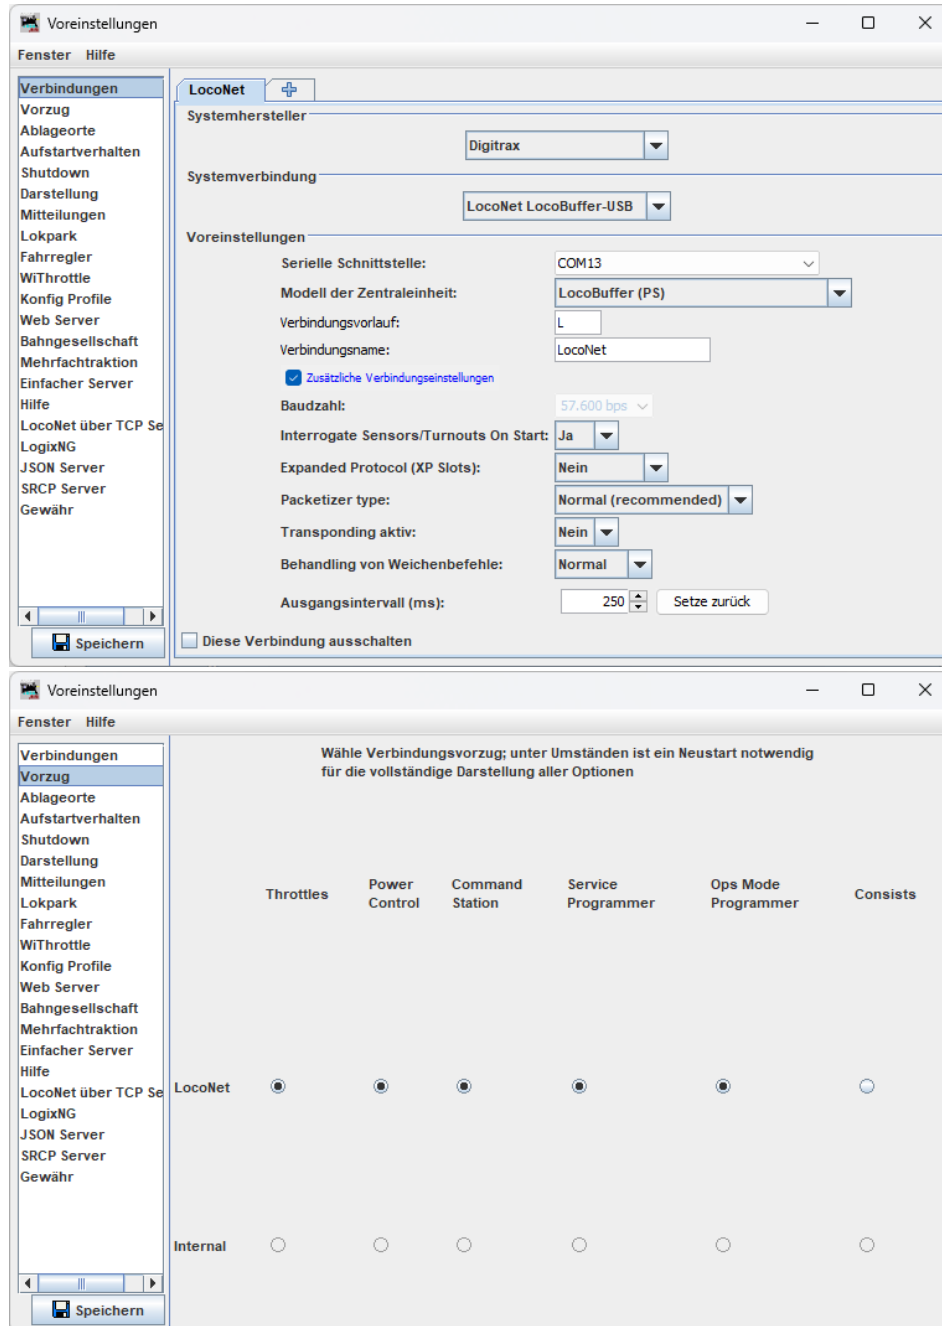 Voreinstellungen
Fenster Hilfe
Verbindungen
Vorzug
Ablageorte
Aufstartverhalten
Shutdown
Darstellung
Mitteilungen
Lokpark
Fahrregler
WiThrottle
Konfig Profile
Web Server
Bahngesellschaft
Mehrfachtraktion
Einfacher Server
Hilfe
LocoNet über TCP Se
LogixNG
JSON Server
SRCP Server
Gewähr
Speichern
LocoNet
Systemhersteller
Digitrax
Systemverbindung
LocoNet LocoBuffer-USB
Voreinstellungen
Serielle Schnittstelle: COM13
Modell der Zentraleinheit: LocoBuffer (PS)
Verbindungsvorlauf: L
Verbindungsname: LocoNet
Zusätzliche Verbindungseinstellungen
Baudzahl: 57.600 bps
Interrogate Sensors/Turnouts On Start: Ja
Expanded Protocol (XP Slots): Nein
Packetizer type: Normal (recommended)
Transponding aktiv: Nein
Behandling von Weichenbefehle: Normal
Ausgangsintervall (ms): 250 Setze zurück
Diese Verbindung ausschalten
Voreinstellungen
Fenster Hilfe
Verbindungen
Vorzug
Ablageorte
Aufstartverhalten
Shutdown
Darstellung
Mitteilungen
Lokpark
Fahrregler
WiThrottle
Konfig Profile
Web Server
Bahngesellschaft
Mehrfachtraktion
Einfacher Server
Hilfe
LocoNet über TCP Se
LogixNG
JSON Server
SRCP Server
Gewähr
Speichern
Wähle Verbindungsvorzug; unter Umständen ist ein Neustart notwendig
für die vollständige Darstellung aller Optionen
Throttles
Power
Control
Command
Station
Service
Programmer
Ops Mode
Programmer
Consists
LocoNet
Internal